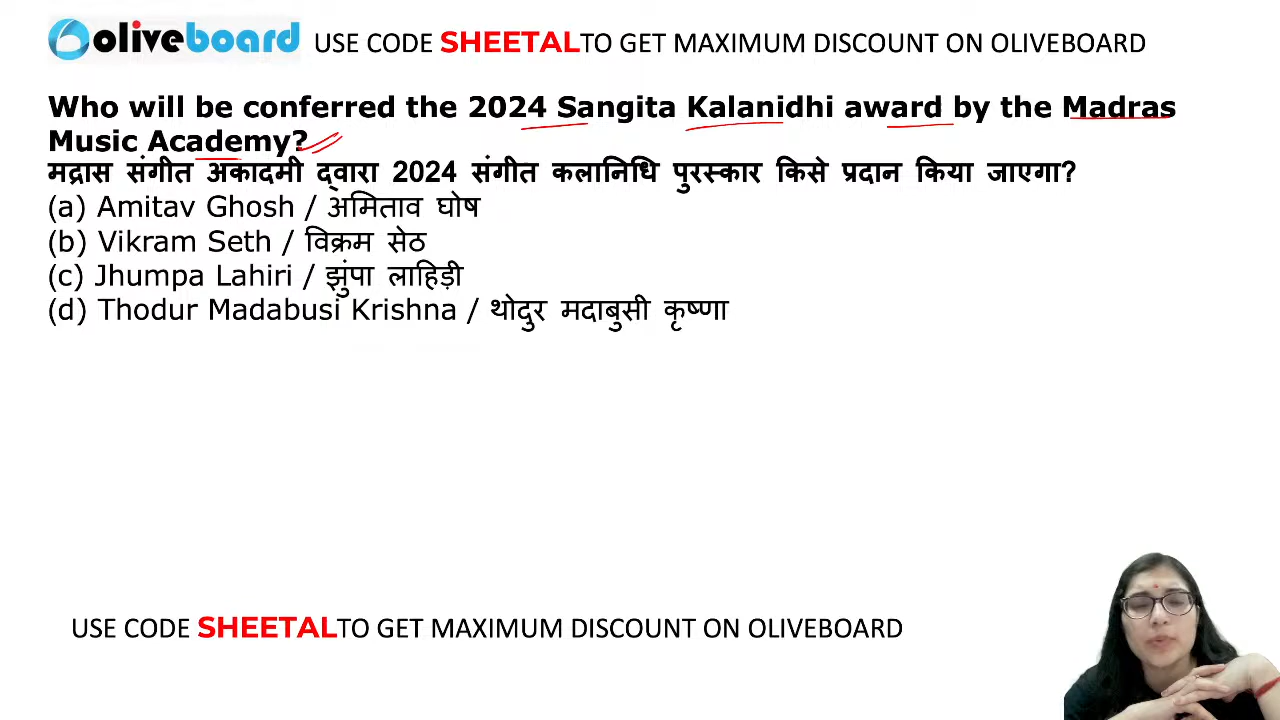 oliveboard USE CODE SHEETAL TO GET MAXIMUM DISCOUNT ON OLIVEBOARD
Who will be conferred the 2024 Sangita Kalanidhi award by the Madras
Music Academy?
मद्रास संगीत अकादमी द्वारा 2024 संगीत कलानिधि पुरस्कार किसे प्रदान किया जाएगा?
(a) Amitav Ghosh / अमिताव घोष
(b) Vikram Seth / विक्रम सेठ
(c) Jhumpa Lahiri / झुंपा लाहिड़ी
(d) Thodur Madabusi Krishna / थोदुर मदाबुसी कृष्णा
USE CODE SHEETAL TO GET MAXIMUM DISCOUNT ON OLIVEBOARD